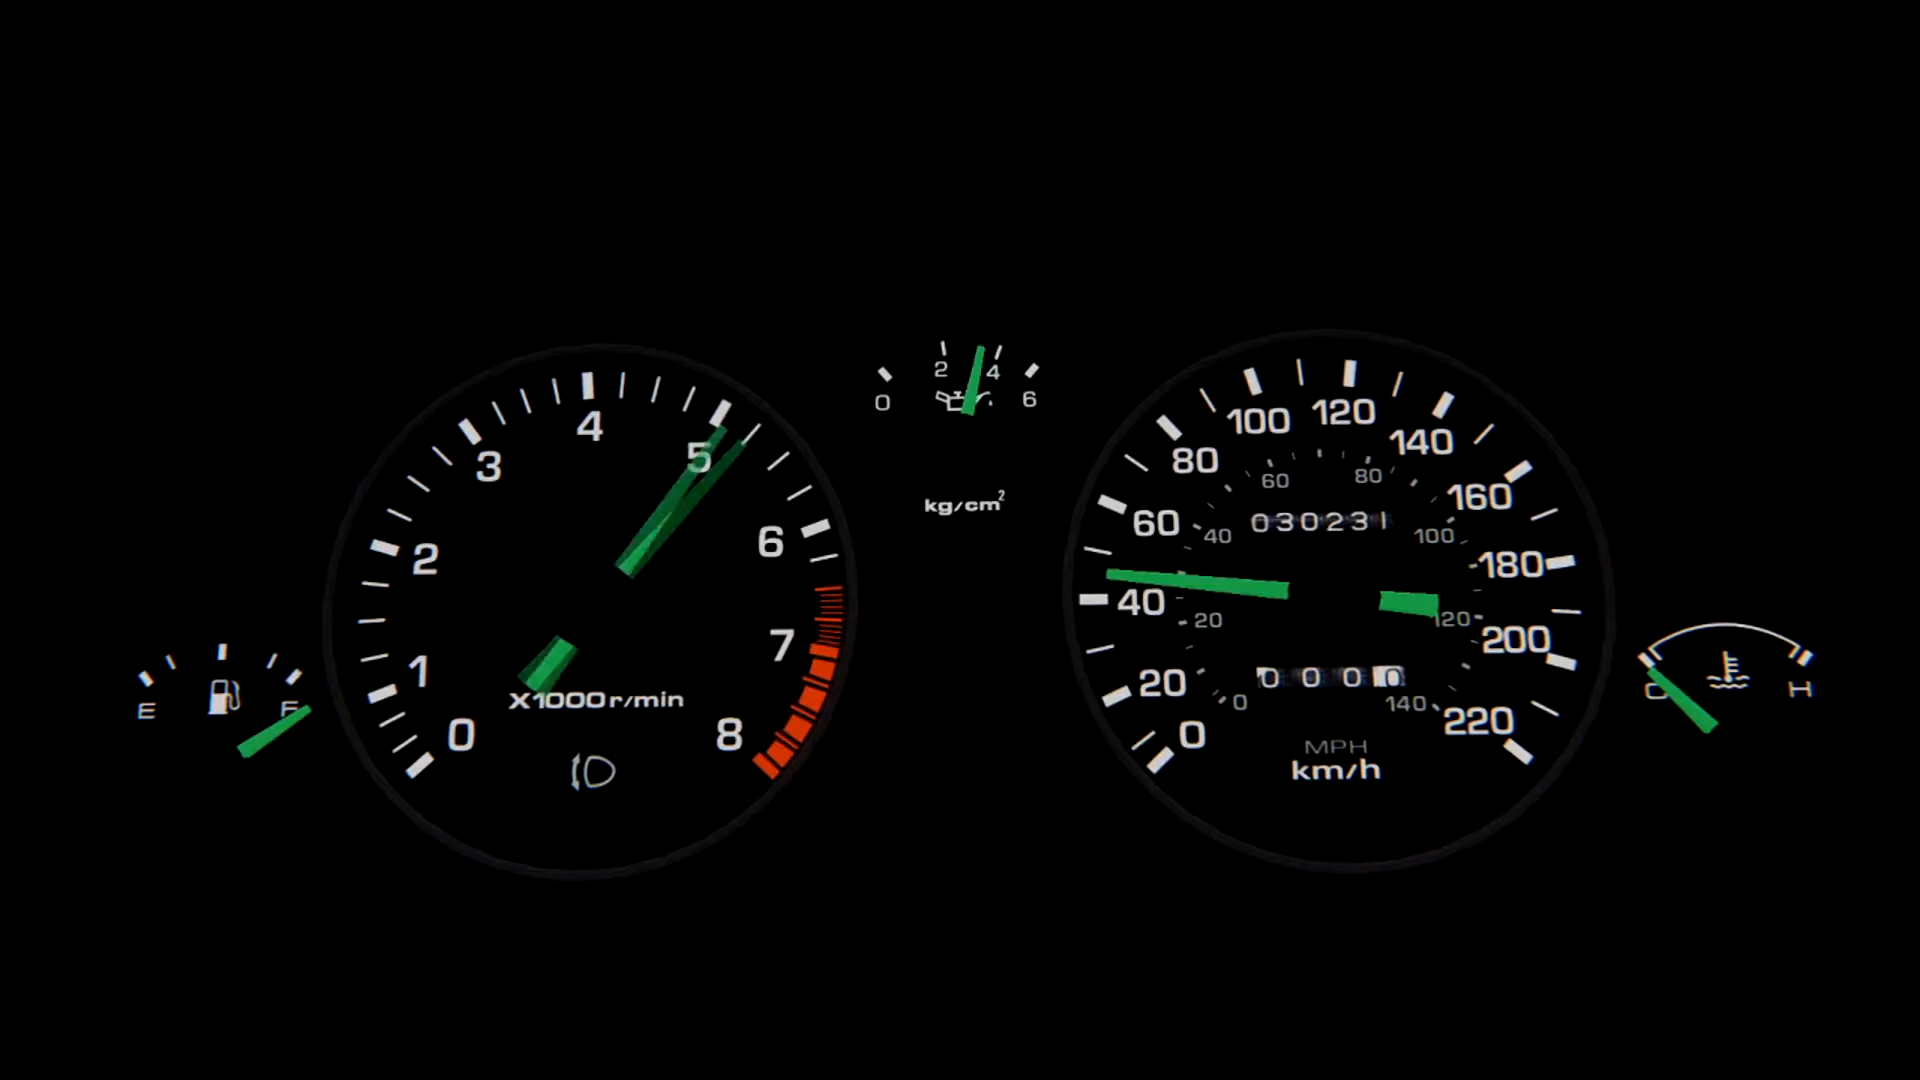 E F
0 1 2 3 4 5 6 7 8
X1000 r/min
0 2 4 6
kg/cm²
0 20 40 60 80 100 120 140 160 180 200 220
0 20 40 60 80 100 120 140
030231
0000
MPH
km/h
C H